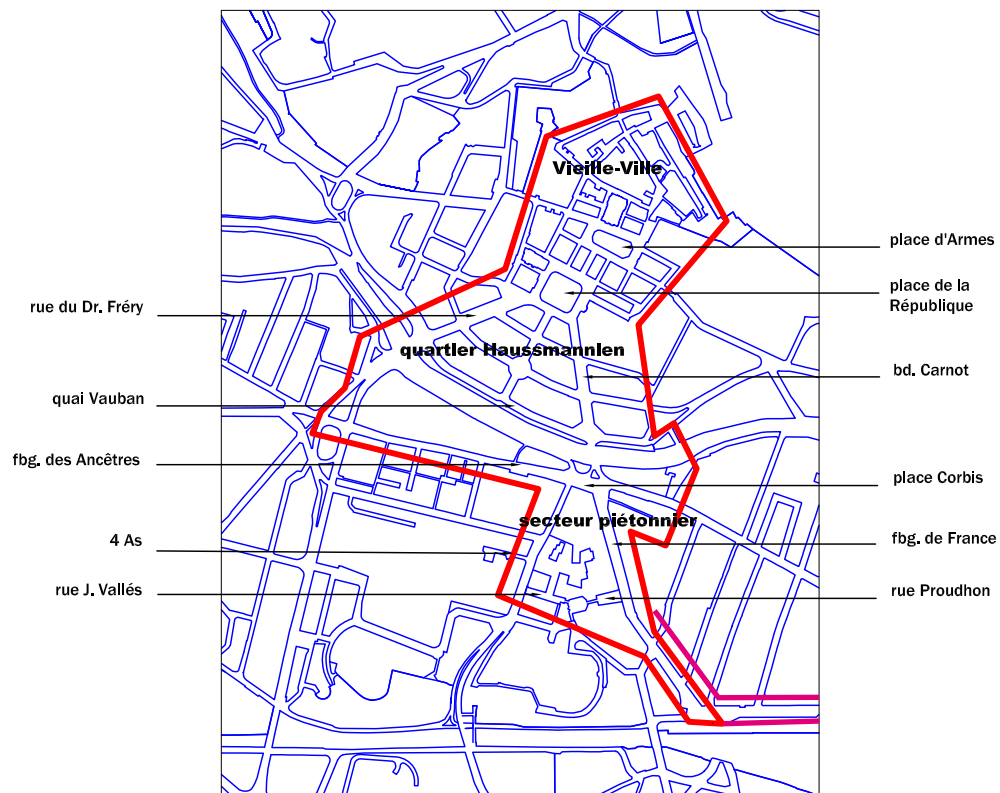 Vieille-Ville
place d'Armes
place de la
République
rue du Dr. Fréry
quartier Haussmannien
bd. Carnot
quai Vauban
fbg. des Ancêtres
place Corbis
secteur piétonnier
4 As
fbg. de France
rue J. Vallés
rue Proudhon